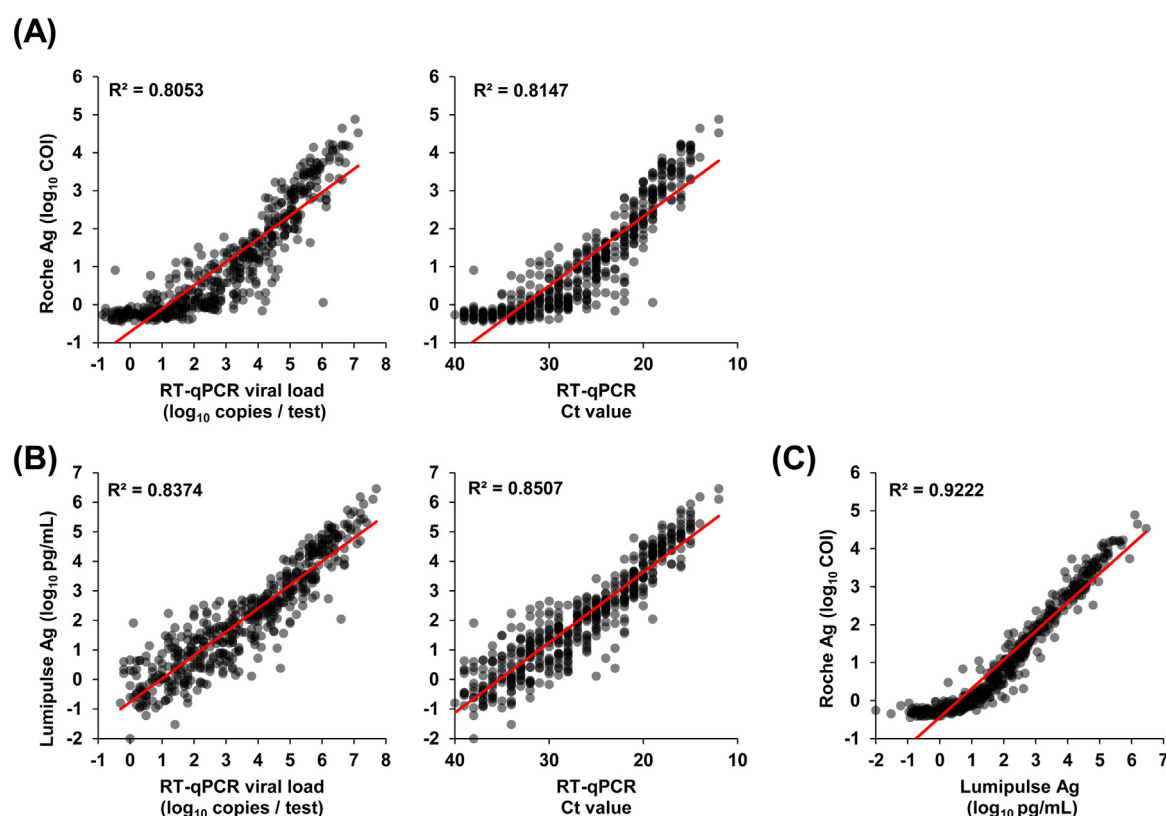 (A)
R² = 0.8053
Roche Ag (log₁₀ COI)
6
5
4
3
2
1
0
-1
-1 0 1 2 3 4 5 6 7 8
RT-qPCR viral load
(log₁₀ copies / test)
R² = 0.8147
6
5
4
3
2
1
0
-1
40 30 20 10
RT-qPCR
Ct value
(B)
R² = 0.8374
Lumipulse Ag (log₁₀ pg/mL)
7
6
5
4
3
2
1
0
-1
-2
-1 0 1 2 3 4 5 6 7 8
RT-qPCR viral load
(log₁₀ copies / test)
R² = 0.8507
7
6
5
4
3
2
1
0
-1
-2
40 30 20 10
RT-qPCR
Ct value
(C)
R² = 0.9222
Roche Ag (log₁₀ COI)
6
5
4
3
2
1
0
-1
-2 -1 0 1 2 3 4 5 6 7
Lumipulse Ag
(log₁₀ pg/mL)